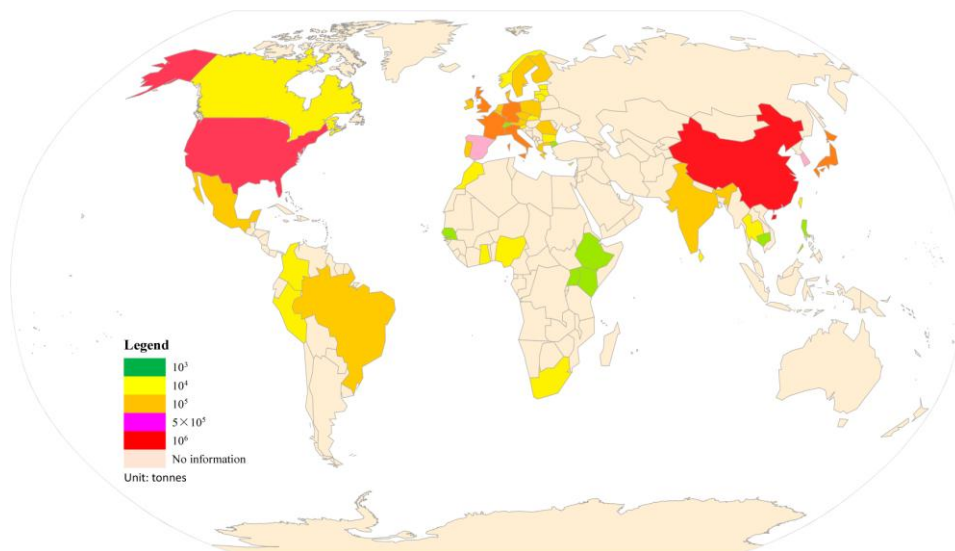 Legend
10³
10⁴
10⁵
5×10⁵
10⁶
No information
Unit: tonnes